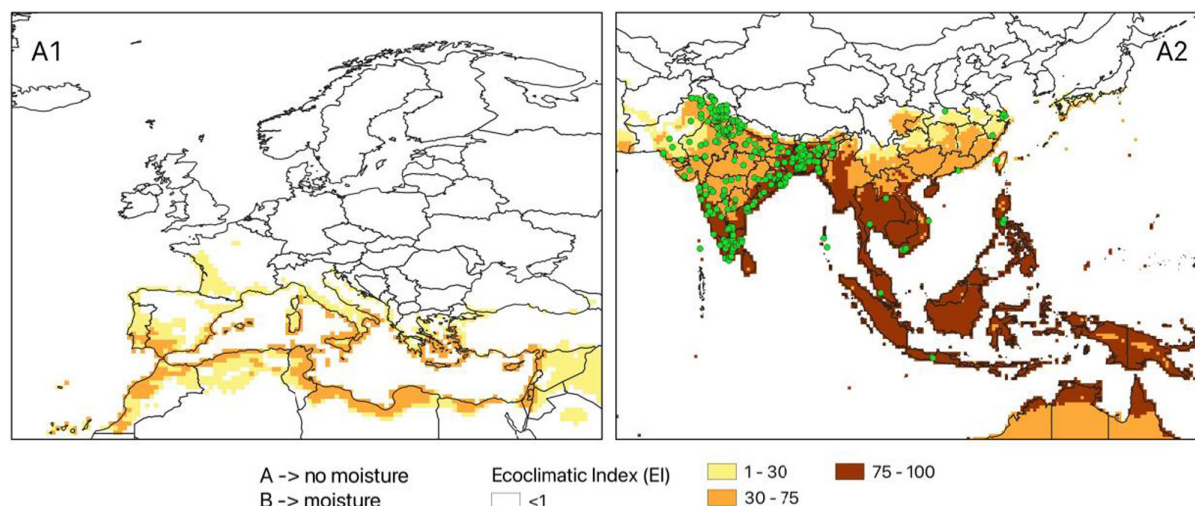 A1
A2
A -> no moisture
B -> moisture
Ecoclimatic Index (EI)
<1
1 - 30
30 - 75
75 - 100